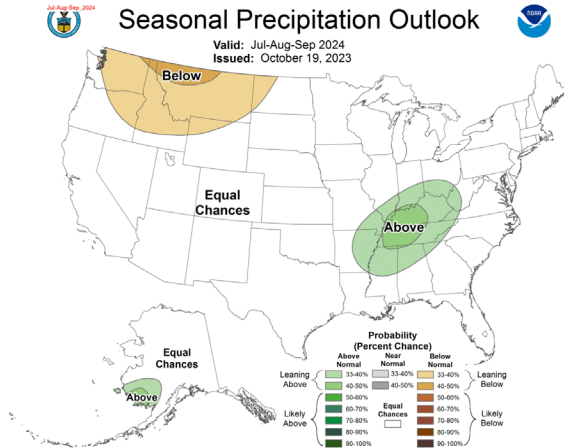 Jul-Aug-Sep_2024
Seasonal Precipitation Outlook
NOAA
Valid: Jul-Aug-Sep 2024
Issued: October 19, 2023
Below
Equal
Chances
Above
Equal
Chances
Above
Probability
(Percent Chance)
Above Normal
Near Normal
Below Normal
Leaning Above
33-40% 33-40% 33-40%
40-50% 40-50% 40-50%
Leaning Below
Likely Above
50-60% 50-60%
60-70% 60-70%
70-80% 70-80%
80-90% 80-90%
90-100% 90-100%
Equal Chances
Likely Below